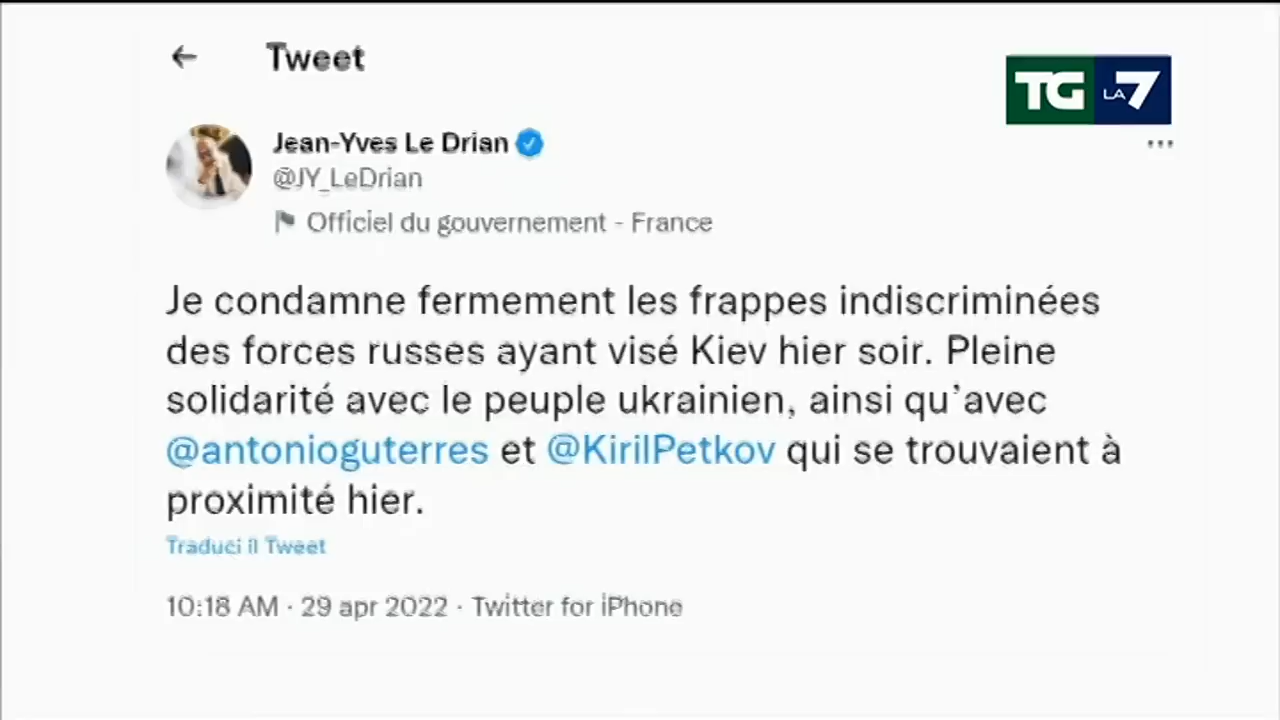 Tweet
TG LA 7
Jean-Yves Le Drian
@JY_LeDrian
Officiel du gouvernement - France
Je condamne fermement les frappes indiscriminées
des forces russes ayant visé Kiev hier soir. Pleine
solidarité avec le peuple ukrainien, ainsi qu’avec
@antonioguterres et @KirilPetkov qui se trouvaient à
proximité hier.
Traduci il Tweet
10:18 AM · 29 apr 2022 · Twitter for iPhone